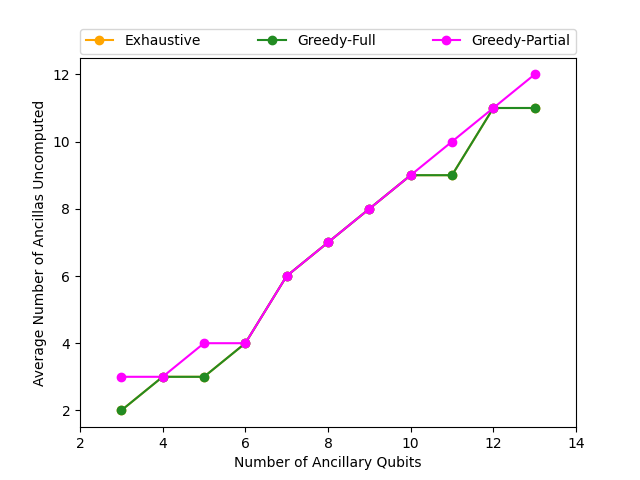 Exhaustive Greedy-Full Greedy-Partial
12
10
8
6
4
2
Average Number of Ancillas Uncomputed
2 4 6 8 10 12 14
Number of Ancillary Qubits